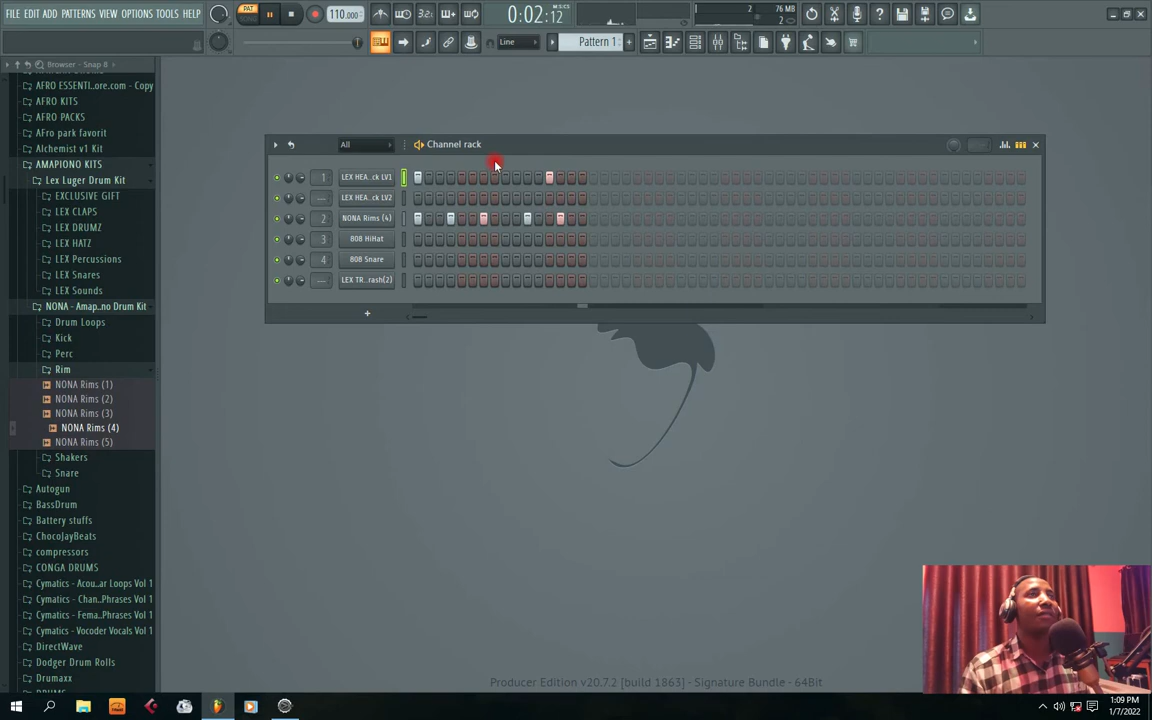 FILE EDIT ADD PATTERNS VIEW OPTIONS TOOLS HELP
110.000
3.2:
0:02:12
M:S:CS
2
76 MB
2
PAT
Line
Pattern 1
Browser - Snap 8
AFRO ESSENTI..ore.com - Copy
AFRO KITS
AFRO PACKS
AFro park favorit
Alchemist v1 Kit
AMAPIONO KITS
Lex Luger Drum Kit
EXCLUSIVE GIFT
LEX CLAPS
LEX DRUMZ
LEX HATZ
LEX Percussions
LEX Snares
LEX Sounds
NONA - Amap..no Drum Kit
Drum Loops
Kick
Perc
Rim
NONA Rims (1)
NONA Rims (2)
NONA Rims (3)
NONA Rims (4)
NONA Rims (5)
Shakers
Snare
Autogun
BassDrum
Battery stuffs
ChocoJayBeats
compressors
CONGA DRUMS
Cymatics - Acou..ar Loops Vol 1
Cymatics - Chan..Phrases Vol 1
Cymatics - Fema..Phrases Vol 1
Cymatics - Vocoder Vocals Vol 1
DirectWave
Dodger Drum Rolls
Drumaxx
All
Channel rack
1 LEX HEA..ck LV1
--- LEX HEA..ck LV2
2 NONA Rims (4)
3 808 HiHat
4 808 Snare
--- LEX TR..rash(2)
+
Producer Edition v20.7.2 [build 1863] - Signature Bundle - 64Bit
1:09 PM
1/7/2022